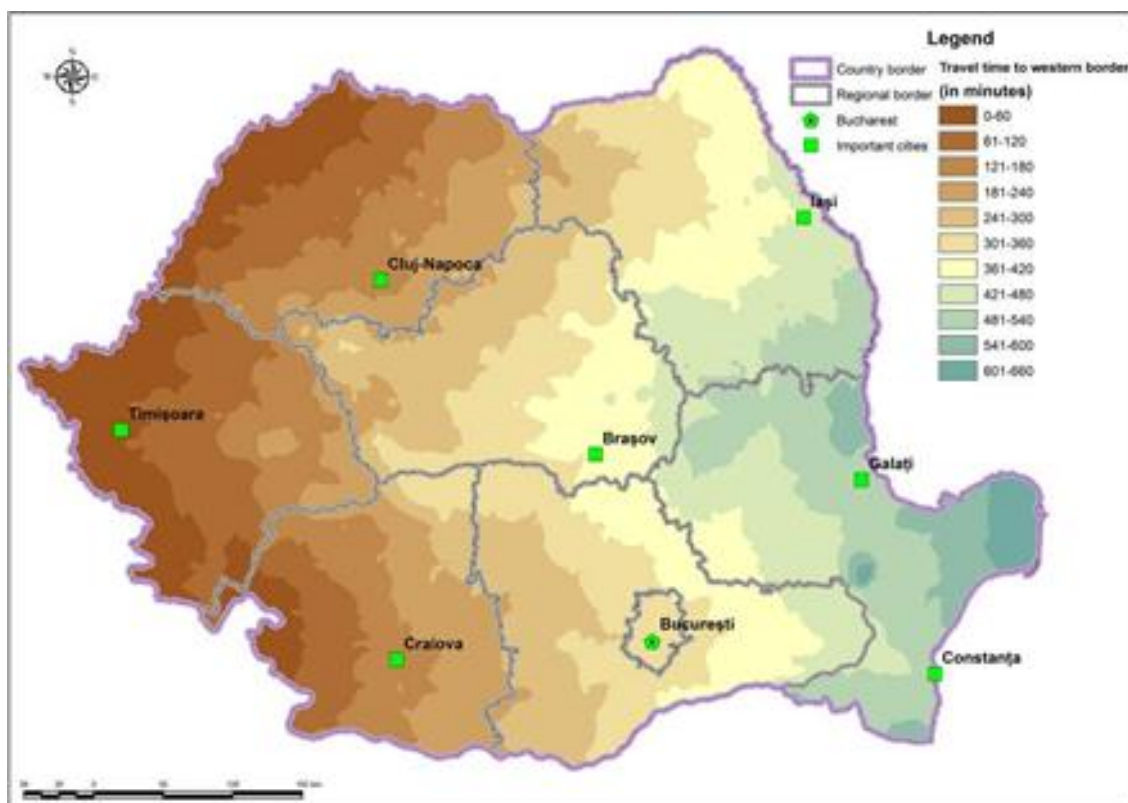 Legend
Country border
Regional border
Bucharest
Important cities
Travel time to western border
(in minutes)
0-60
61-120
121-180
181-240
241-300
301-360
361-420
421-480
481-540
541-600
601-660
Iași
Cluj-Napoca
Timișoara
Brașov
Galați
București
Craiova
Constanța